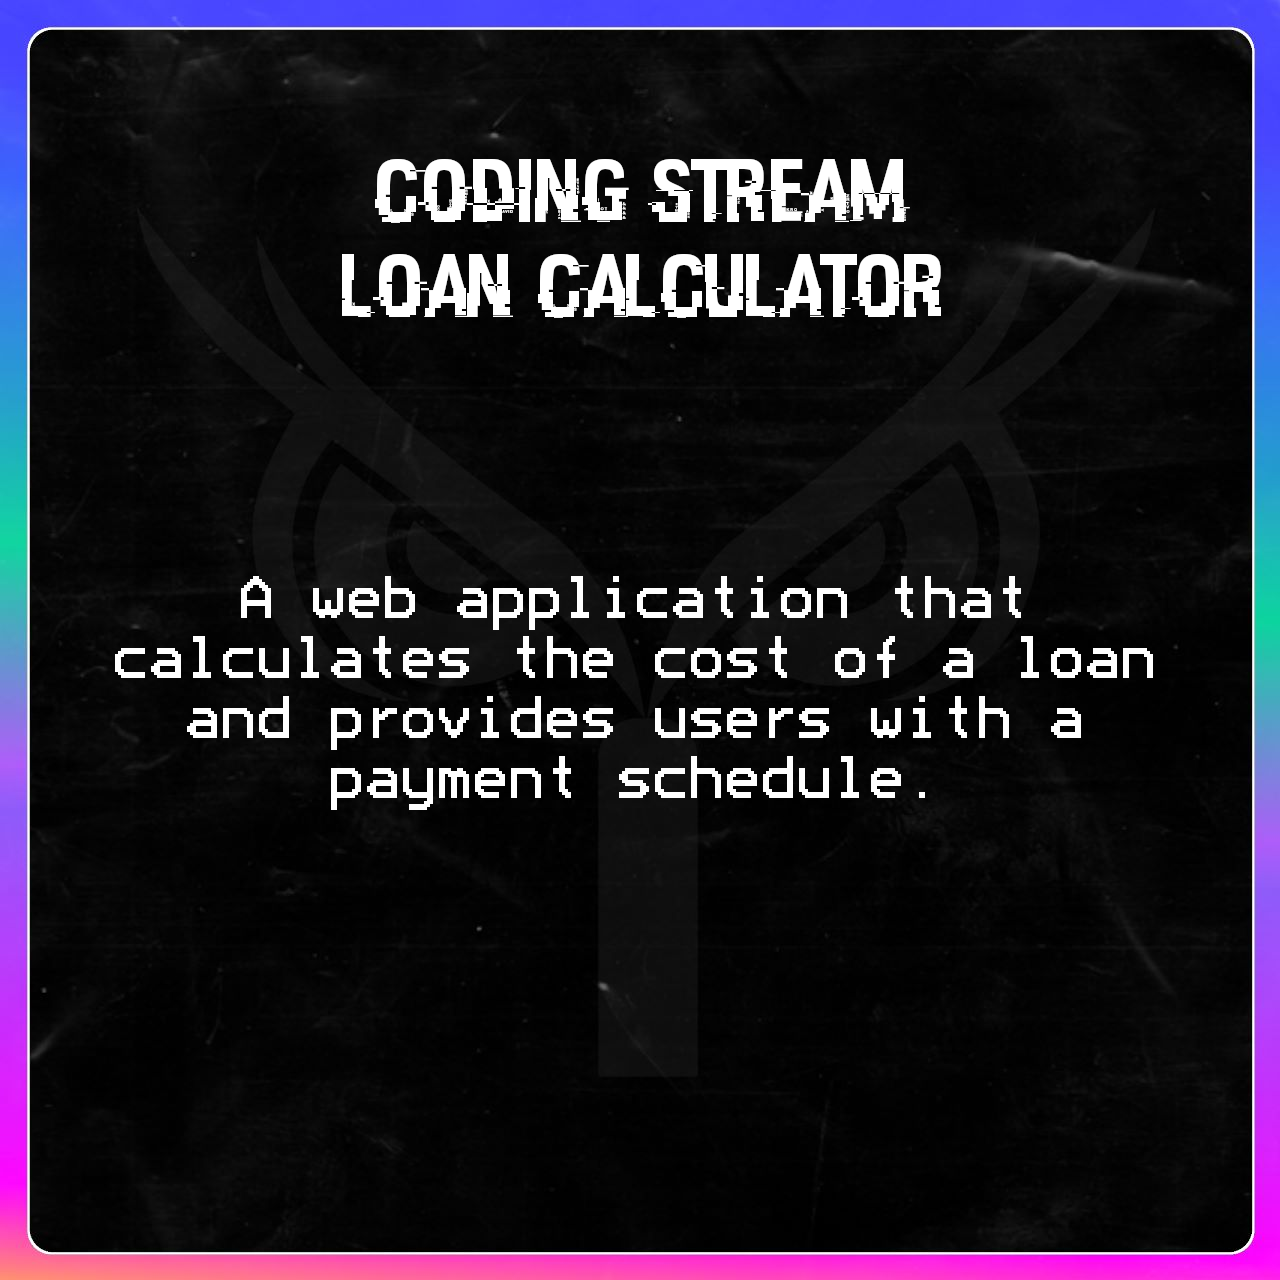 CODING STREAM
LOAN CALCULATOR
A web application that
calculates the cost of a loan
and provides users with a
payment schedule.